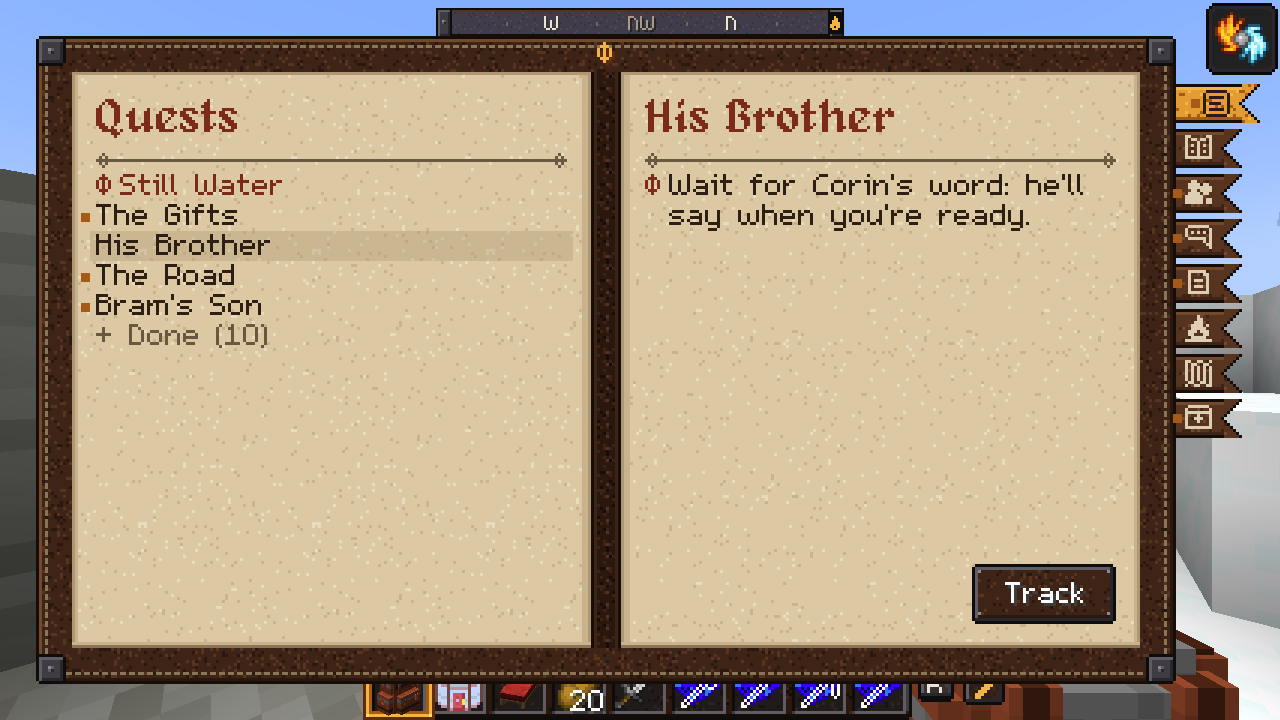 W NW N
Quests
Still Water
The Gifts
His Brother
The Road
Bram's Son
+ Done (10)
His Brother
Wait for Corin's word: he'll
say when you're ready.
Track
20